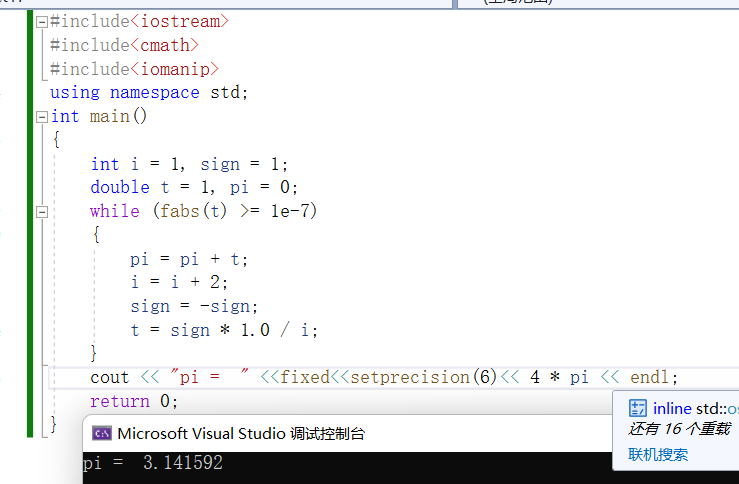 #include<iostream>
#include<cmath>
#include<iomanip>
using namespace std;
int main()
{
    int i = 1, sign = 1;
    double t = 1, pi = 0;
    while (fabs(t) >= 1e-7)
    {
        pi = pi + t;
        i = i + 2;
        sign = -sign;
        t = sign * 1.0 / i;
    }
    cout << "pi =  " <<fixed<<setprecision(6)<< 4 * pi << endl;
    return 0;
}
inline std::os
还有 16 个重载
联机搜索
C:\
Microsoft Visual Studio 调试控制台
pi =  3.141592